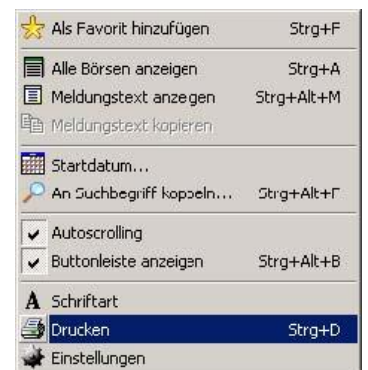 Als Favorit hinzufügen Strg+F
Alle Börsen anzeigen Strg+A
Meldungstext anzegen Strg+Alt+M
Meldungstext kopieren
Startdatum...
An Suchbegriff koppeln... Strg+Alt+F
Autoscrolling
Buttonleiste anzeigen Strg+Alt+B
Schriftart
Drucken Strg+D
Einstellungen